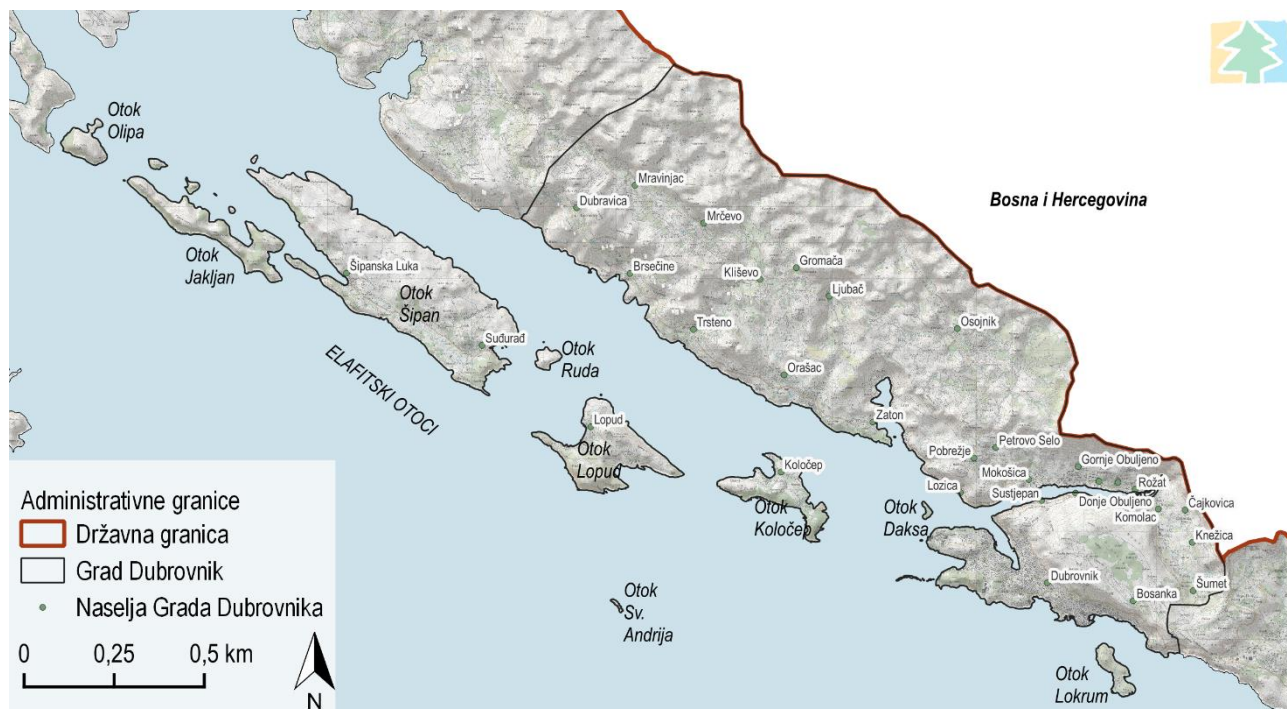 Otok
Olipa
Mravinjac
Dubravica
Mrčevo
Bosna i Hercegovina
Otok
Jakljan
Šipanska Luka
Brsečine
Kliševo
Gromača
Ljubač
Otok
Šipan
Suđurađ
Trsteno
Osojnik
Otok
Ruda
ELAFITSKI OTOCI
Orašac
Lopud
Otok
Lopud
Zaton
Koločep
Otok
Koločep
Pobrežje
Petrovo Selo
Gornje Obuljeno
Mokošica
Rožat
Lozica
Sustjepan
Donje Obuljeno
Komolac
Čajkovica
Otok
Daksa
Knežica
Dubrovnik
Bosanka
Šumet
Otok
Sv.
Andrija
Otok
Lokrum
Administrativne granice
Državna granica
Grad Dubrovnik
Naselja Grada Dubrovnika
0 0,25 0,5 km
N